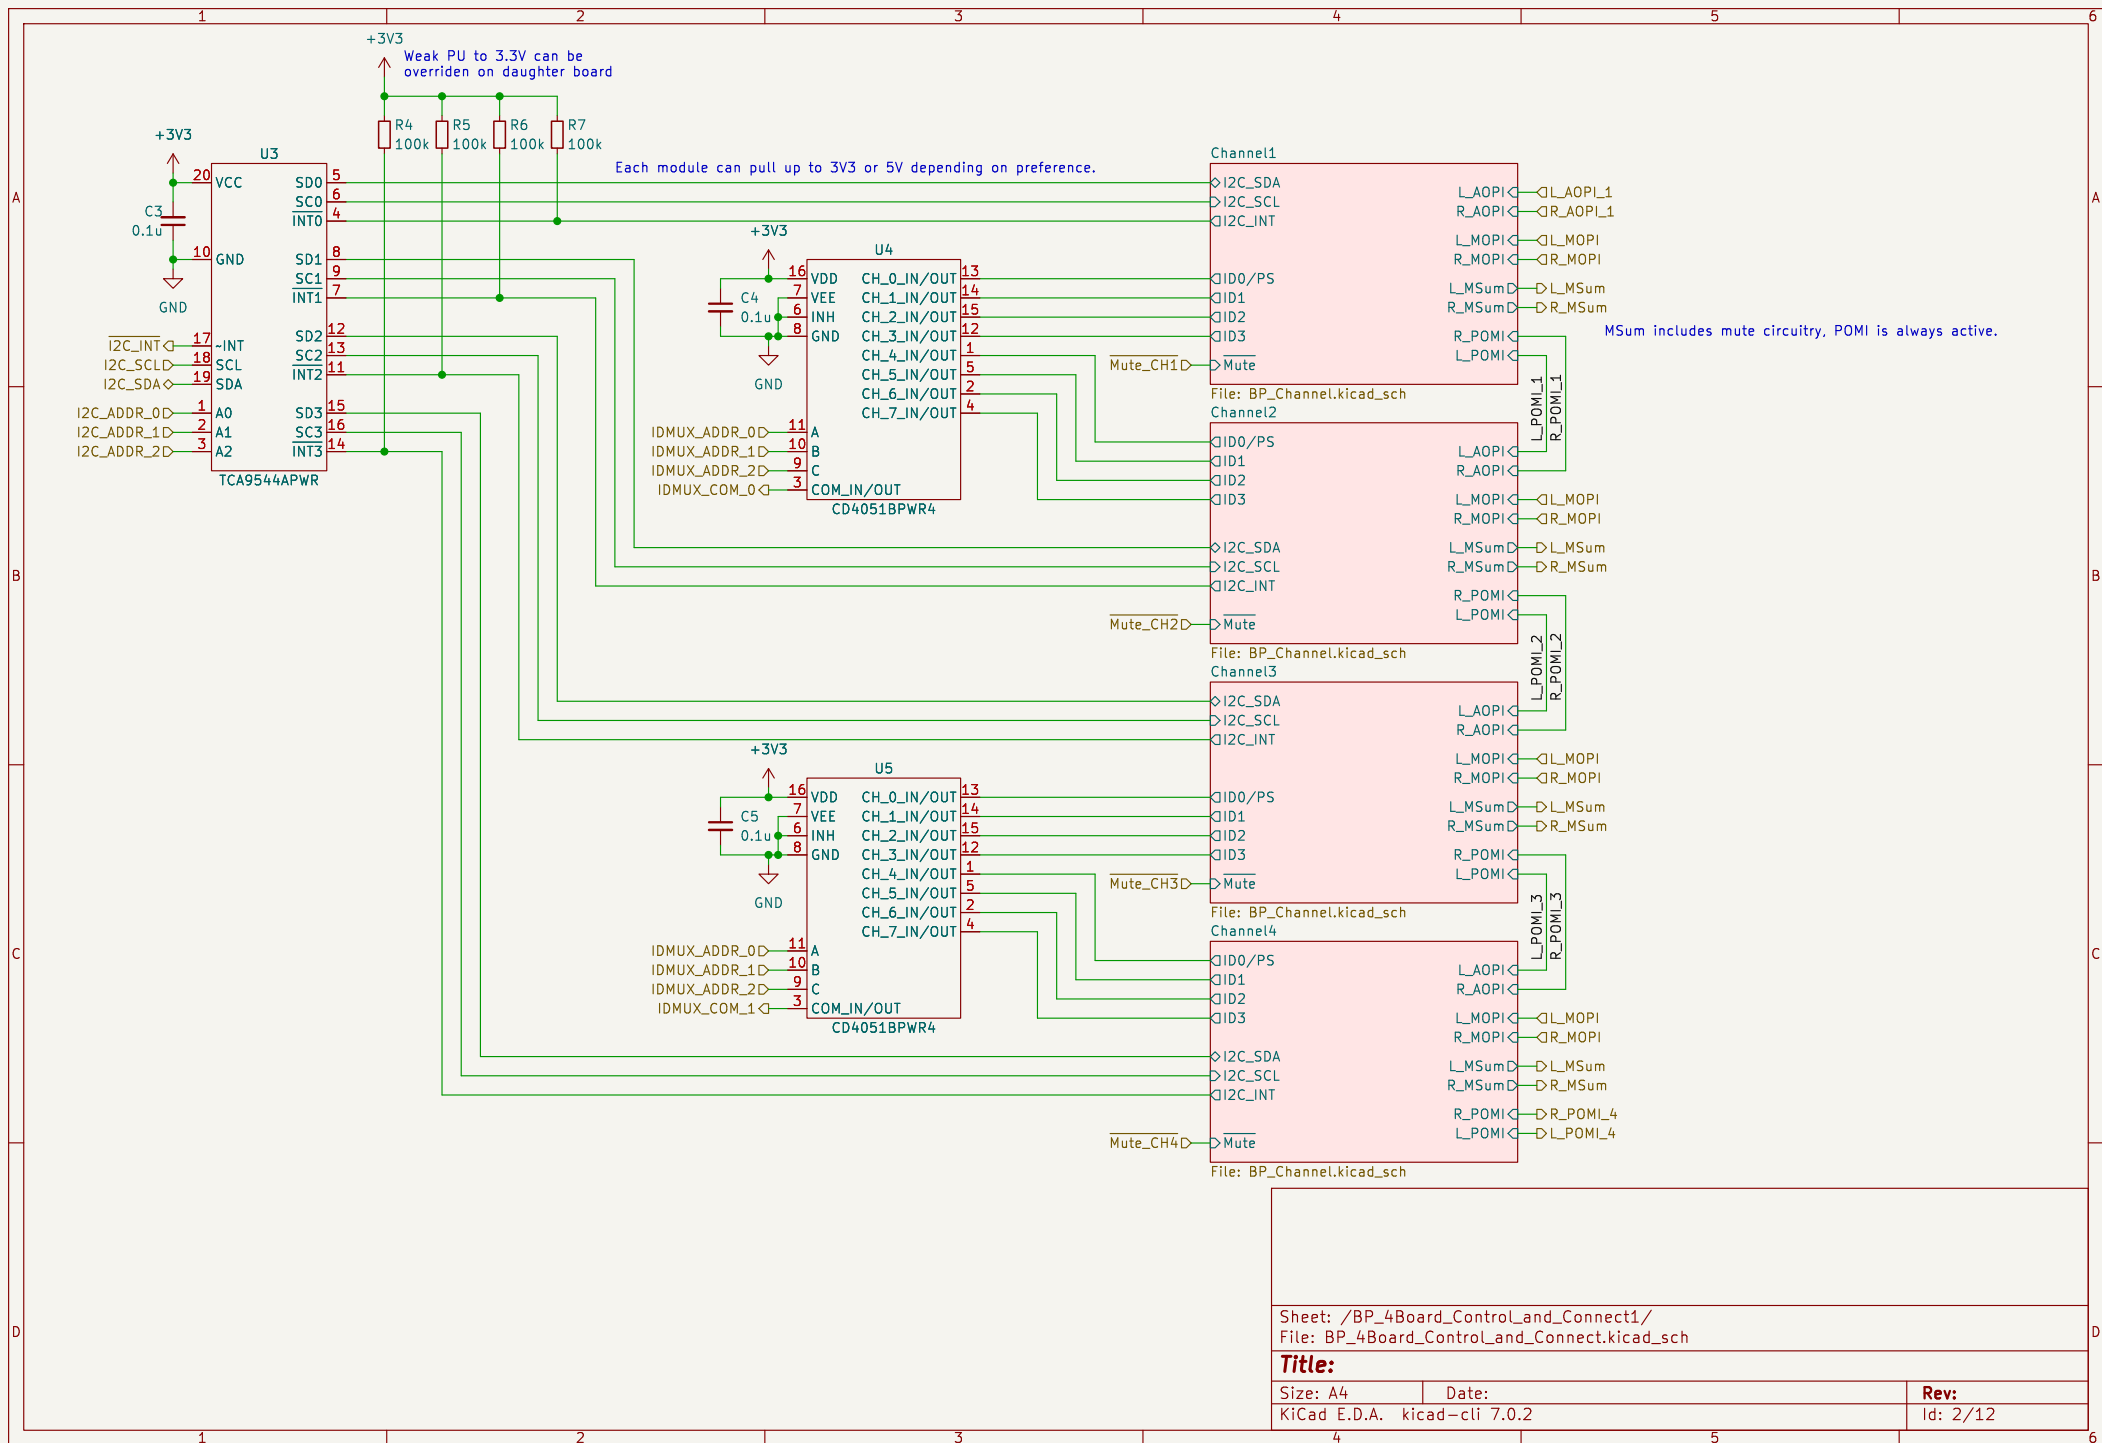 1 2 3 4 5 6
+3V3
Weak PU to 3.3V can be
overriden on daughter board
R4 100k
R5 100k
R6 100k
R7 100k
Each module can pull up to 3V3 or 5V depending on preference.
+3V3
C3
0.1u
GND
U3
20 VCC
10 GND
17 ~INT
18 SCL
19 SDA
1 A0
2 A1
3 A2
SD0 5
SC0 6
INT0 4
SD1 8
SC1 9
INT1 7
SD2 12
SC2 13
INT2 11
SD3 15
SC3 16
INT3 14
TCA9544APWR
I2C_INT
I2C_SCL
I2C_SDA
I2C_ADDR_0
I2C_ADDR_1
I2C_ADDR_2
+3V3
C4
0.1u
GND
U4
16 VDD
7 VEE
6 INH
8 GND
11 A
10 B
9 C
3 COM_IN/OUT
CH_0_IN/OUT 13
CH_1_IN/OUT 14
CH_2_IN/OUT 15
CH_3_IN/OUT 12
CH_4_IN/OUT 1
CH_5_IN/OUT 5
CH_6_IN/OUT 2
CH_7_IN/OUT 4
CD4051BPWR4
IDMUX_ADDR_0
IDMUX_ADDR_1
IDMUX_ADDR_2
IDMUX_COM_0
+3V3
C5
0.1u
GND
U5
16 VDD
7 VEE
6 INH
8 GND
11 A
10 B
9 C
3 COM_IN/OUT
CH_0_IN/OUT 13
CH_1_IN/OUT 14
CH_2_IN/OUT 15
CH_3_IN/OUT 12
CH_4_IN/OUT 1
CH_5_IN/OUT 5
CH_6_IN/OUT 2
CH_7_IN/OUT 4
CD4051BPWR4
IDMUX_ADDR_0
IDMUX_ADDR_1
IDMUX_ADDR_2
IDMUX_COM_1
Channel1
I2C_SDA
I2C_SCL
I2C_INT
ID0/PS
ID1
ID2
ID3
Mute_CH1 Mute
L_AOPI L_AOPI_1
R_AOPI R_AOPI_1
L_MOPI L_MOPI
R_MOPI R_MOPI
L_MSum L_MSum
R_MSum R_MSum
R_POMI
L_POMI
File: BP_Channel.kicad_sch
MSum includes mute circuitry, POMI is always active.
L_POMI_1
R_POMI_1
Channel2
ID0/PS
ID1
ID2
ID3
I2C_SDA
I2C_SCL
I2C_INT
Mute_CH2 Mute
L_AOPI
R_AOPI
L_MOPI L_MOPI
R_MOPI R_MOPI
L_MSum L_MSum
R_MSum R_MSum
R_POMI
L_POMI
File: BP_Channel.kicad_sch
L_POMI_2
R_POMI_2
Channel3
I2C_SDA
I2C_SCL
I2C_INT
ID0/PS
ID1
ID2
ID3
Mute_CH3 Mute
L_AOPI
R_AOPI
L_MOPI L_MOPI
R_MOPI R_MOPI
L_MSum L_MSum
R_MSum R_MSum
R_POMI
L_POMI
File: BP_Channel.kicad_sch
L_POMI_3
R_POMI_3
Channel4
ID0/PS
ID1
ID2
ID3
I2C_SDA
I2C_SCL
I2C_INT
Mute_CH4 Mute
L_AOPI
R_AOPI
L_MOPI L_MOPI
R_MOPI R_MOPI
L_MSum L_MSum
R_MSum R_MSum
R_POMI R_POMI_4
L_POMI L_POMI_4
File: BP_Channel.kicad_sch
A A
B B
C C
D D
Sheet: /BP_4Board_Control_and_Connect1/
File: BP_4Board_Control_and_Connect.kicad_sch
Title:
Size: A4 Date: Rev:
KiCad E.D.A. kicad-cli 7.0.2 Id: 2/12
1 2 3 4 5 6